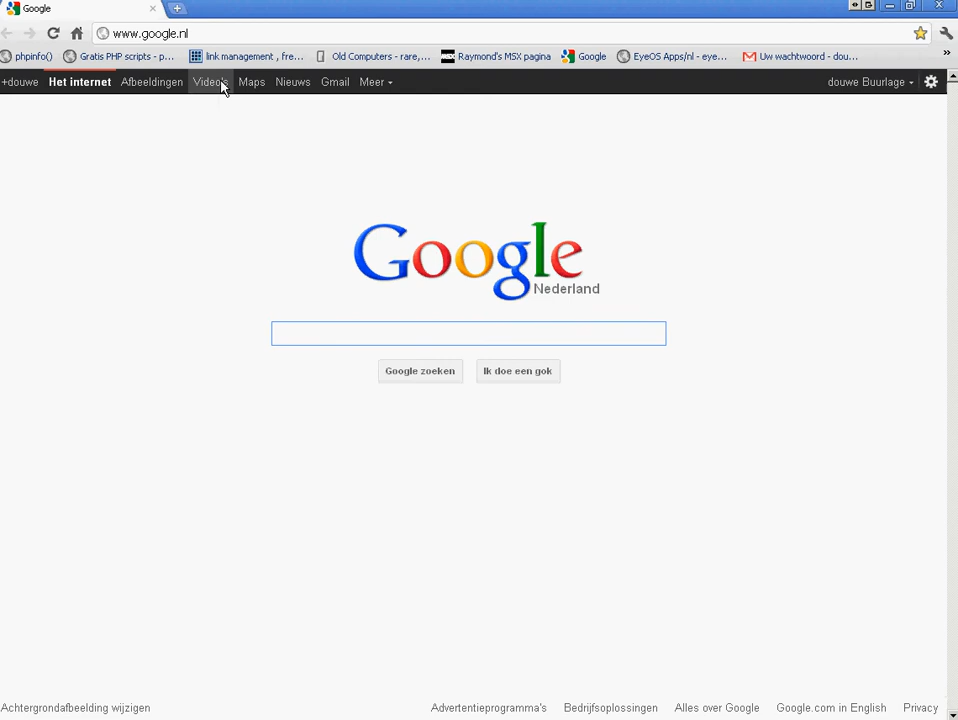 Google
www.google.nl
phpinfo() Gratis PHP scripts - p... link management , fre... Old Computers - rare,... Raymond's MSX pagina Google EyeOS Apps/nl - eye... Uw wachtwoord - dou... »
+douwe Het internet Afbeeldingen Video's Maps Nieuws Gmail Meer douwe Buurlage
Google
Nederland
Google zoeken Ik doe een gok
Achtergrondafbeelding wijzigen Advertentieprogramma's Bedrijfsoplossingen Alles over Google Google.com in English Privacy